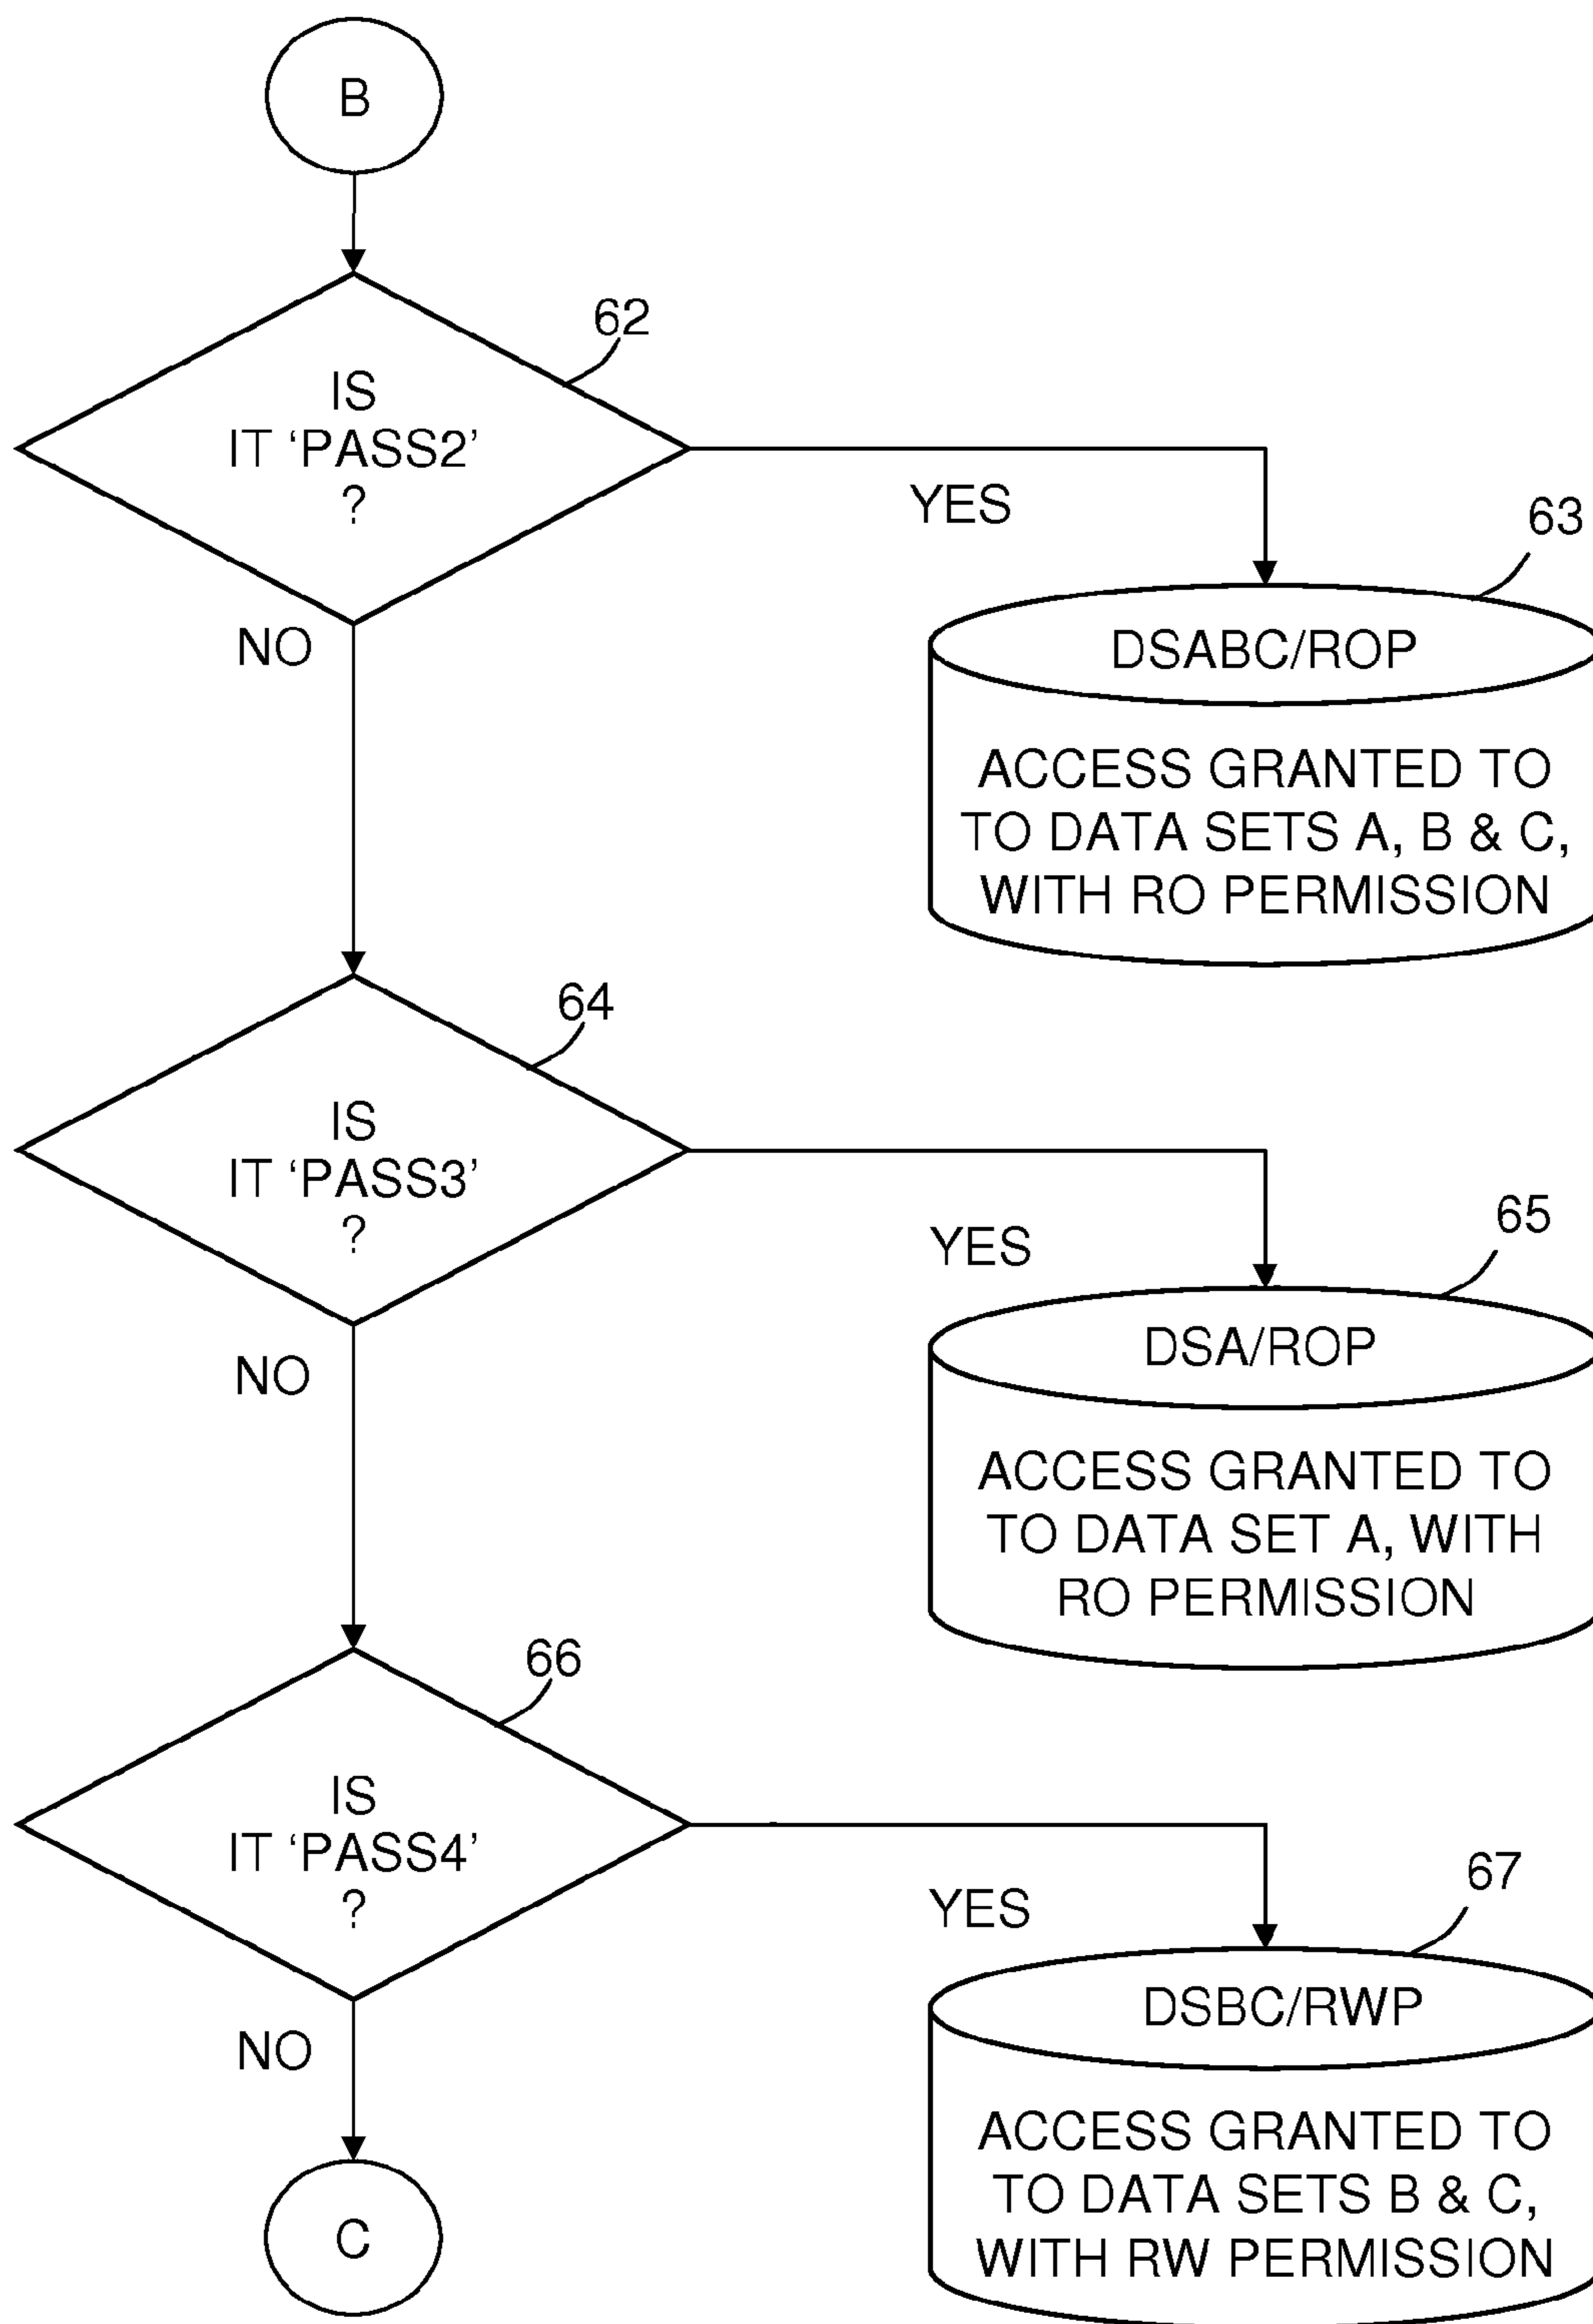 B
62
IS
IT ‘PASS2’
?
YES
NO
63
DSABC/ROP
ACCESS GRANTED TO
TO DATA SETS A, B & C,
WITH RO PERMISSION
64
IS
IT ‘PASS3’
?
YES
NO
65
DSA/ROP
ACCESS GRANTED TO
TO DATA SET A, WITH
RO PERMISSION
66
IS
IT ‘PASS4’
?
YES
NO
67
DSBC/RWP
ACCESS GRANTED TO
TO DATA SETS B & C,
WITH RW PERMISSION
C